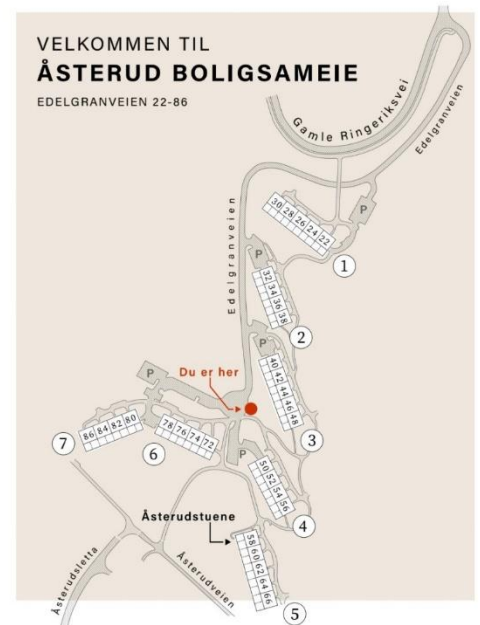 VELKOMMEN TIL
ÅSTERUD BOLIGSAMEIE
EDELGRANVEIEN 22-86
Gamle Ringeriksvei
Edelgranveien
Edelgranveien
P
30 28 26 24 22
1
P
32 34 36 38
2
P
40 42 44 46 48
3
Du er her
P
86 84 82 80
7
78 76 74 72
6
P
50 52 54 56
4
Åsterudstuene
58 60 62 64 66
5
Åsterudsletta
Åsterudveien